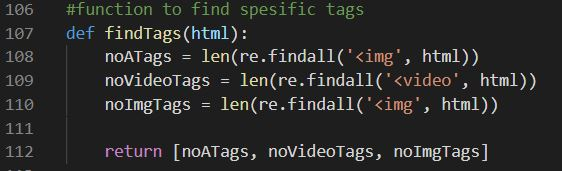 106 #function to find spesific tags
107 def findTags(html):
108 noATags = len(re.findall('<img', html))
109 noVideoTags = len(re.findall('<video', html))
110 noImgTags = len(re.findall('<img', html))
111
112 return [noATags, noVideoTags, noImgTags]